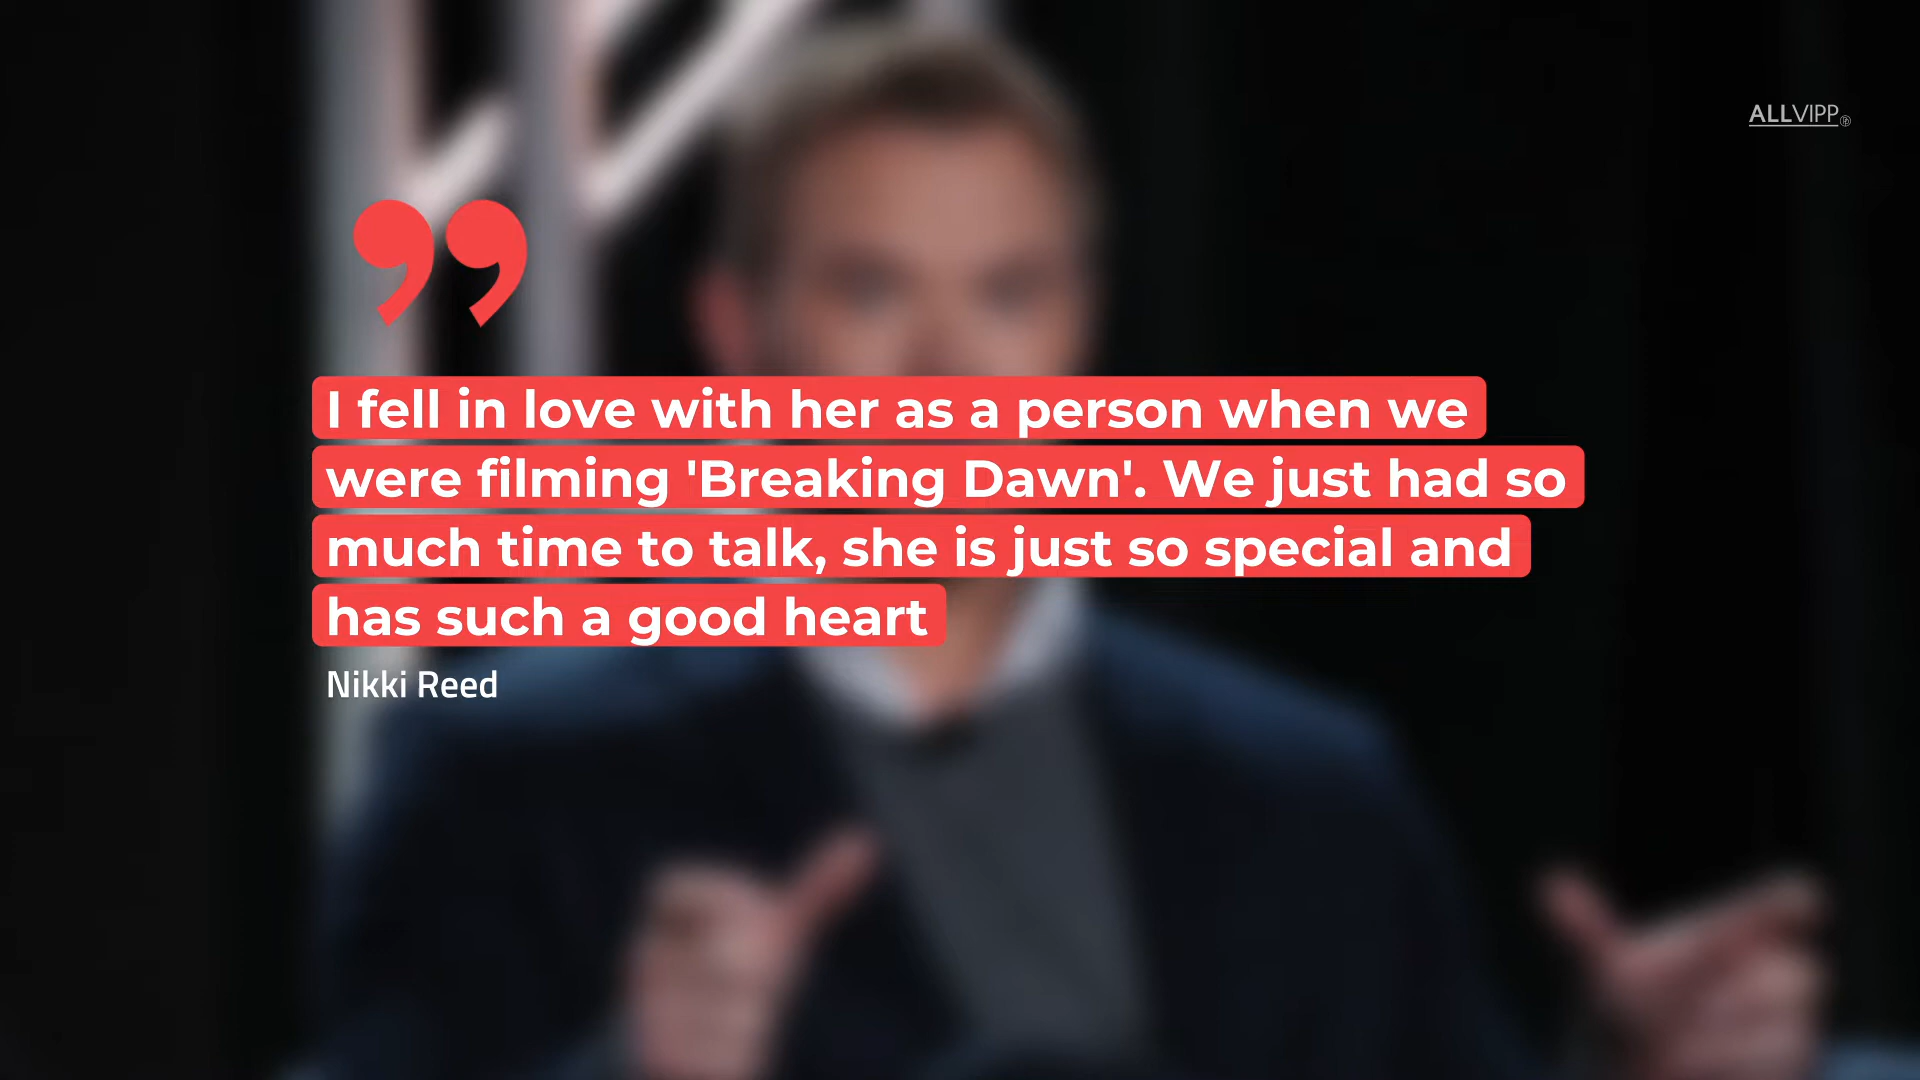 ALLVIPP
”
I fell in love with her as a person when we
were filming 'Breaking Dawn'. We just had so
much time to talk, she is just so special and
has such a good heart
Nikki Reed